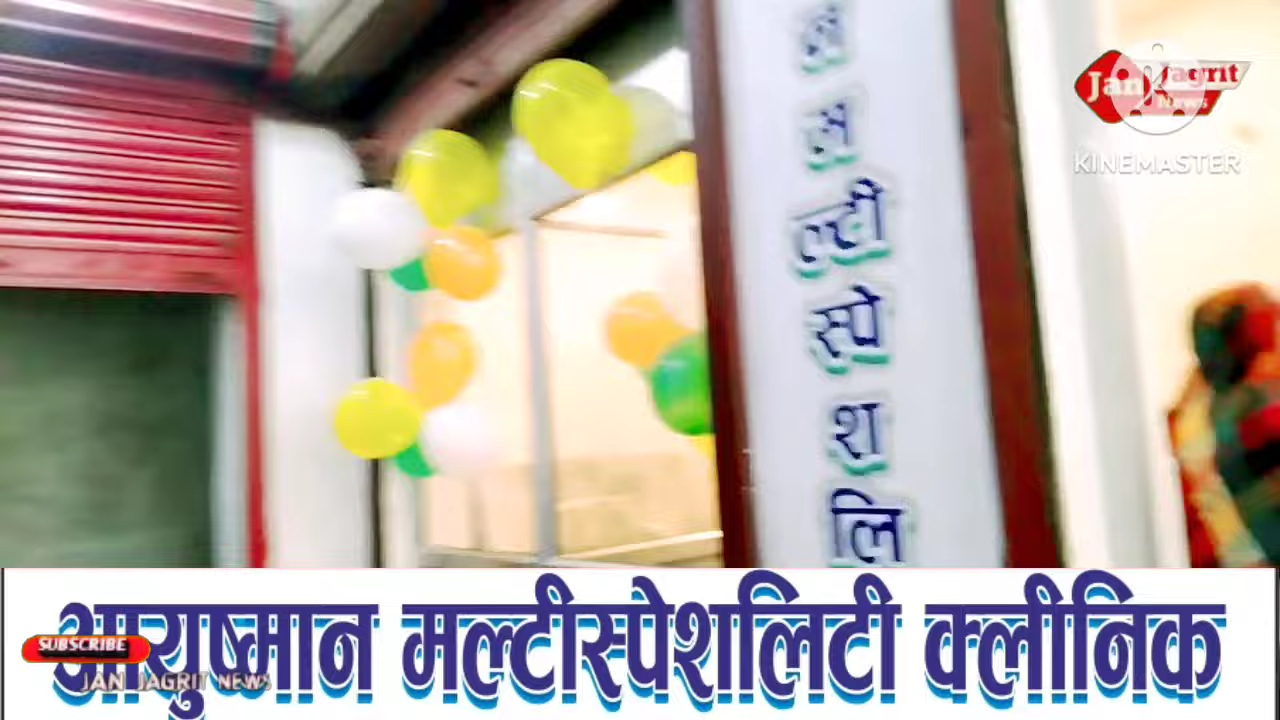 Jan Jagrit
News
KINEMASTER
ल्टी
स्पे
श
लि
आयुष्मान मल्टीस्पेशलिटी क्लीनिक
SUBSCRIBE
JAN JAGRIT NEWS